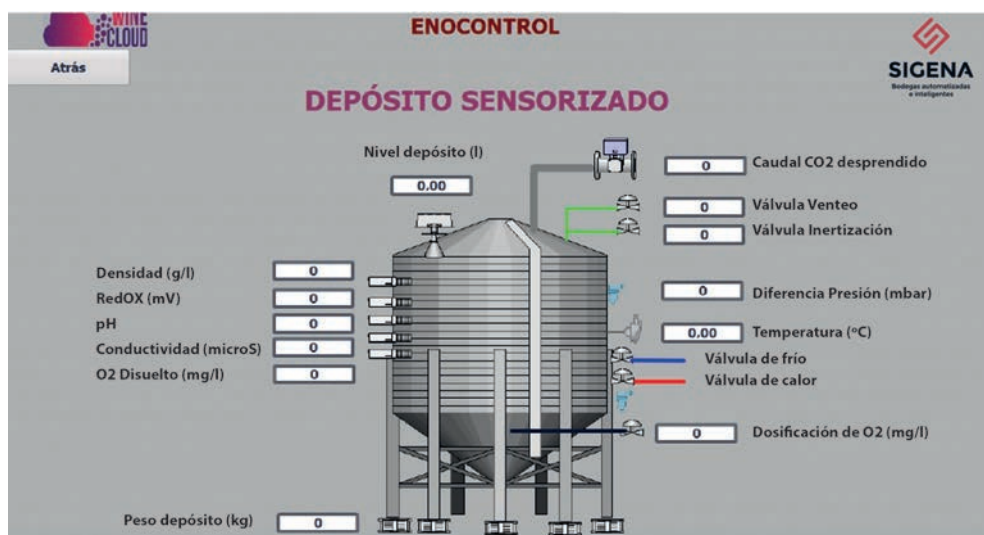 WINE
CLOUD
ENOCONTROL
Atrás
SIGENA
Bodegas automatizadas
e inteligentes
DEPÓSITO SENSORIZADO
Nivel depósito (l)
0.00
0 Caudal CO2 desprendido
0 Válvula Venteo
0 Válvula Inertización
Densidad (g/l) 0
RedOX (mV) 0
pH 0
Conductividad (microS) 0
O2 Disuelto (mg/l) 0
0 Diferencia Presión (mbar)
0.00 Temperatura (ºC)
Válvula de frío
Válvula de calor
0 Dosificación de O2 (mg/l)
Peso depósito (kg) 0